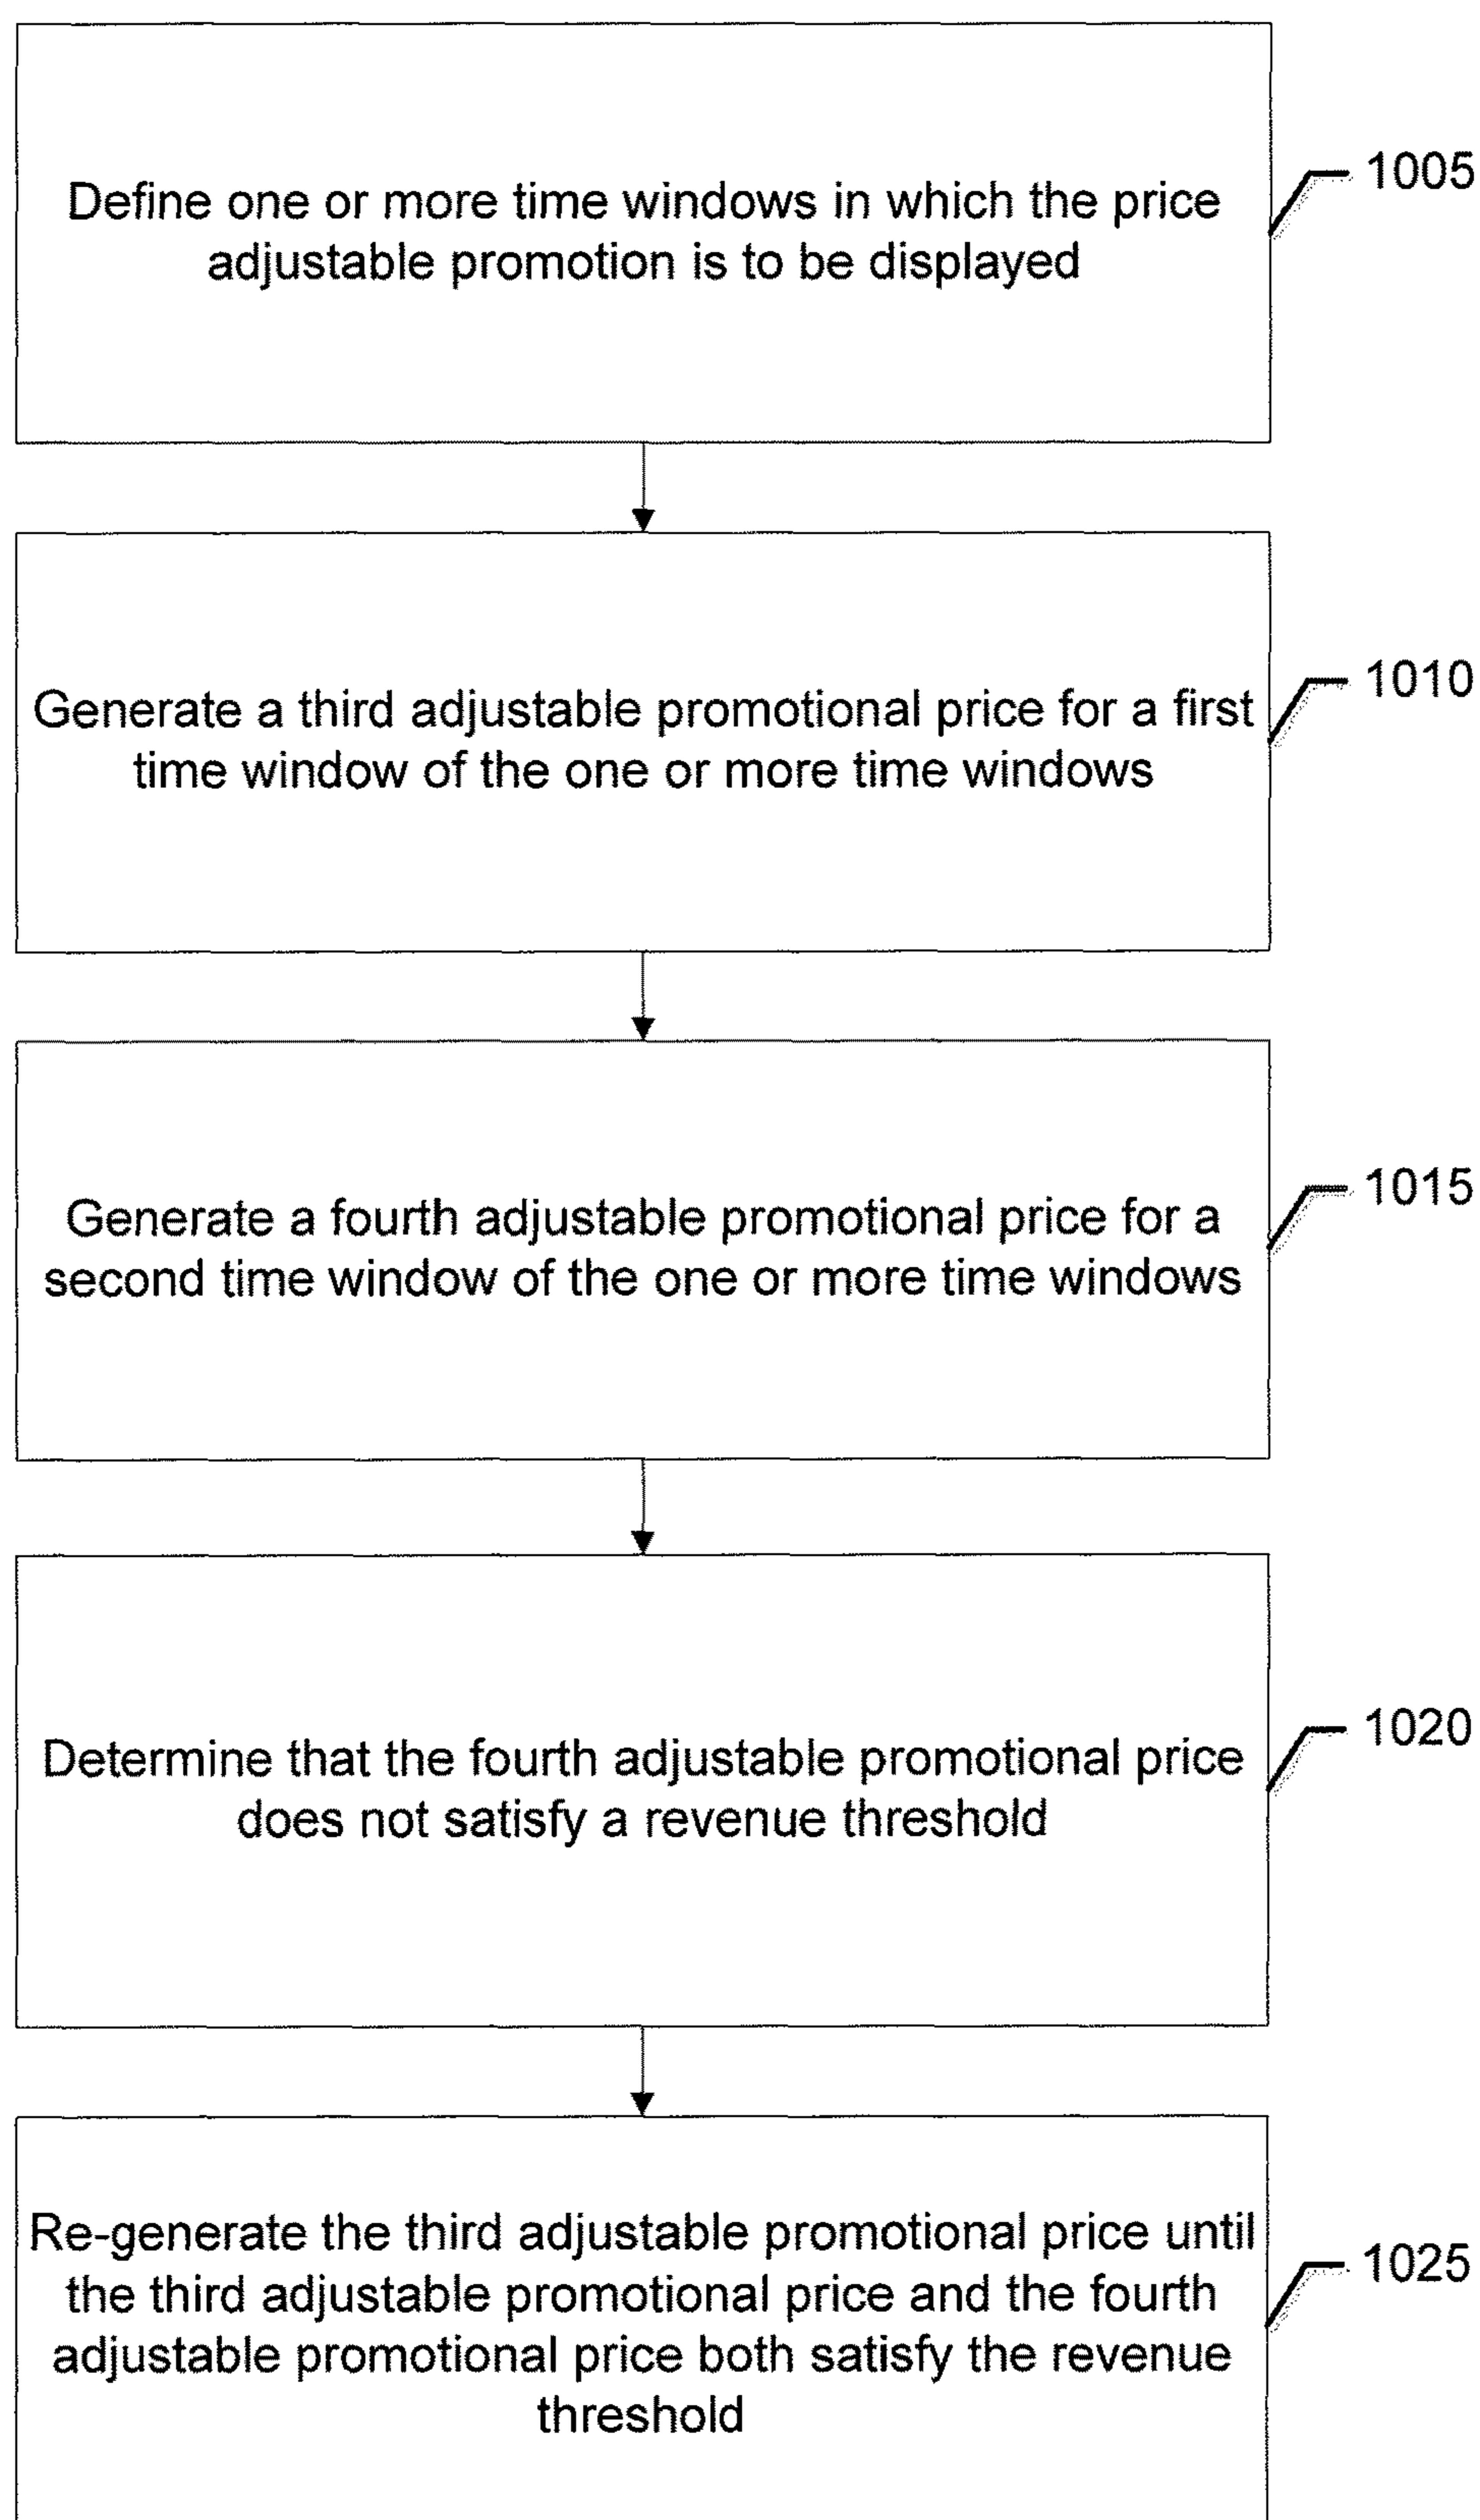 Define one or more time windows in which the price
adjustable promotion is to be displayed
1005
Generate a third adjustable promotional price for a first
time window of the one or more time windows
1010
Generate a fourth adjustable promotional price for a
second time window of the one or more time windows
1015
Determine that the fourth adjustable promotional price
does not satisfy a revenue threshold
1020
Re-generate the third adjustable promotional price until
the third adjustable promotional price and the fourth
adjustable promotional price both satisfy the revenue
threshold
1025